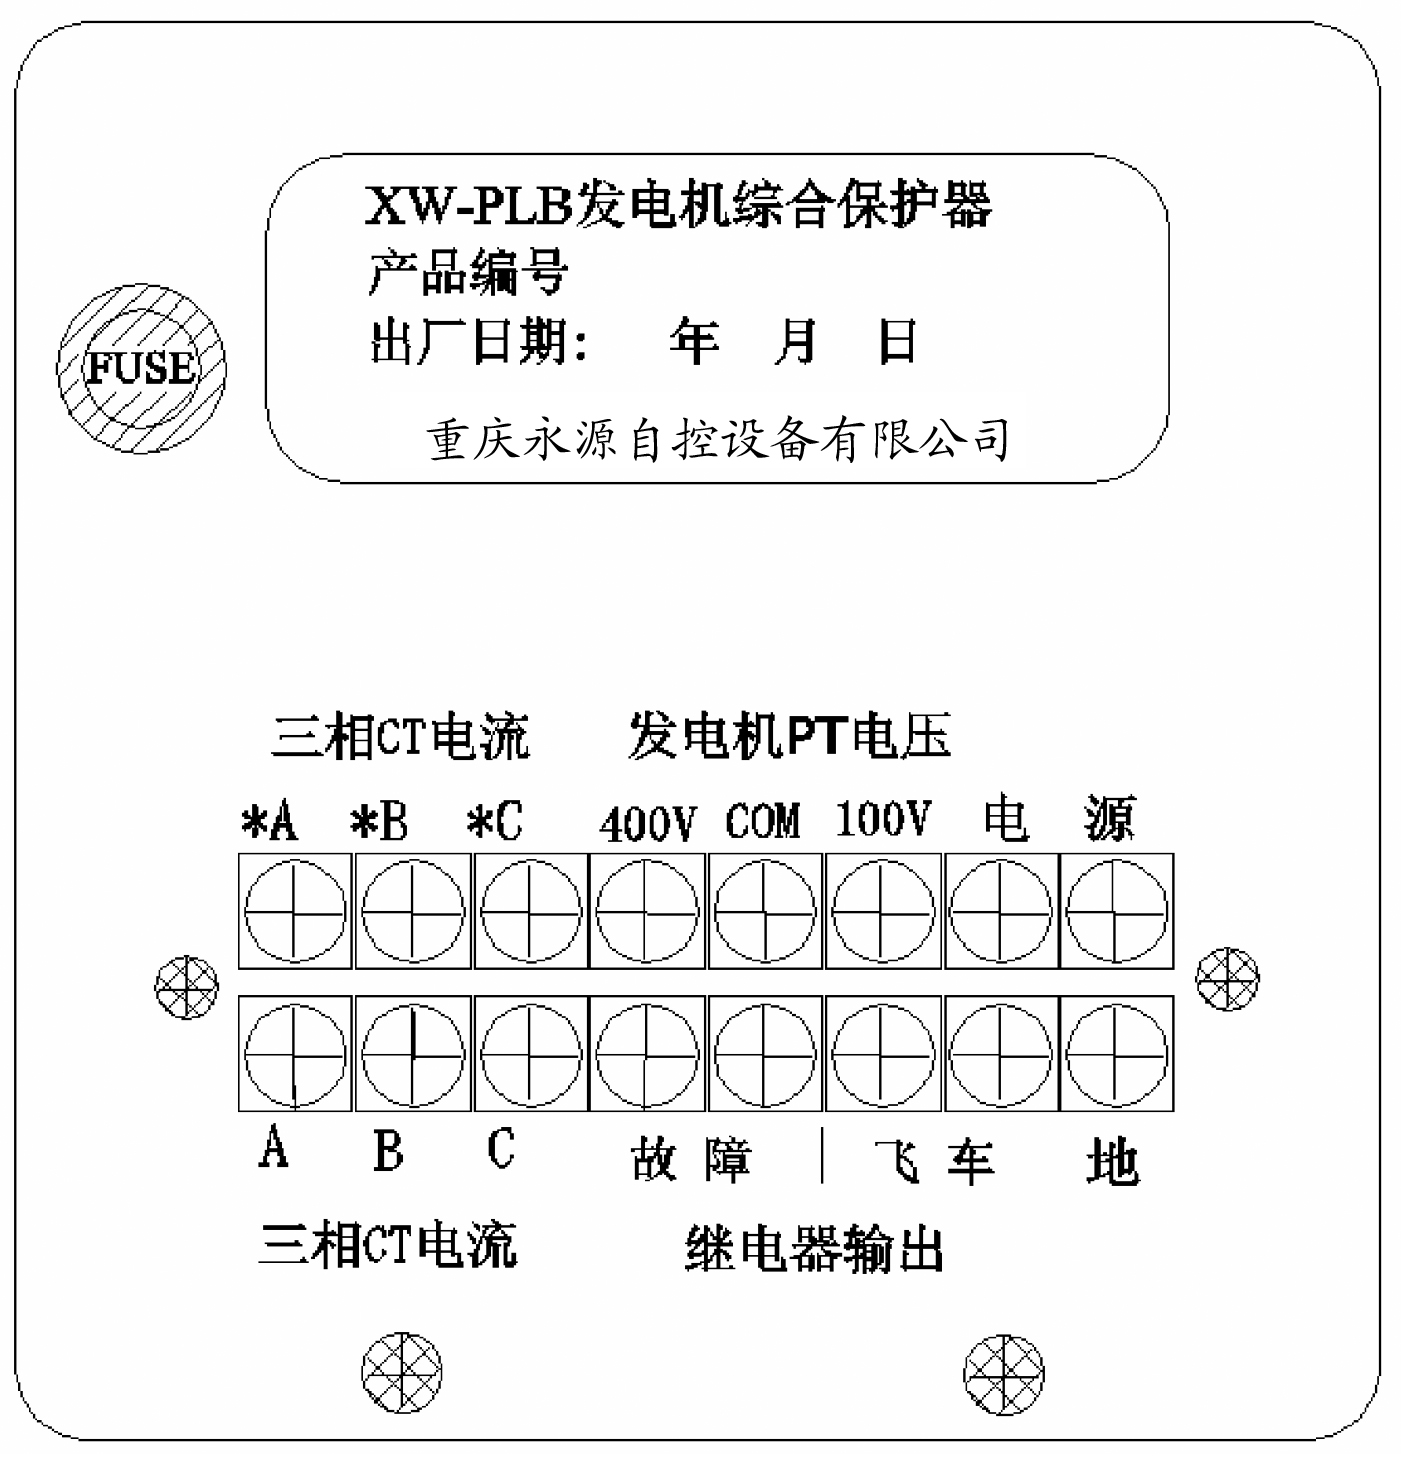 XW-PLB发电机综合保护器
产品编号
出厂日期: 年 月 日
FUSE
重庆永源自控设备有限公司
三相CT电流 发电机PT电压
*A *B *C 400V COM 100V 电 源
A B C 故 障 | 飞 车 地
三相CT电流 继电器输出